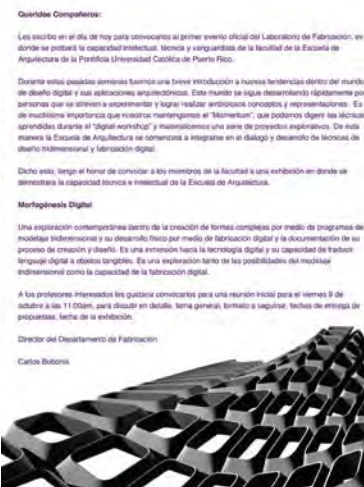 Queridos Compañeros:
Les escribo en el día de hoy para convocarlos al primer evento oficial del Laboratorio de Fabricación, en
donde se probará la capacidad intelectual, técnica y vanguardista de la facultad de la Escuela de
Arquitectura de la Pontificia Universidad Católica de Puerto Rico.
Durante estas pasadas semanas tuvimos una breve introducción a nuevas tendencias dentro del mundo
de diseño digital y sus aplicaciones arquitectónicas. Este mundo se sigue desarrollando rápidamente por
personas que se atreven a experimentar y lograr realizar ambiciosos conceptos y representaciones. Es
de muchísima importancia que nosotros mantengamos el "Momentum", que podamos digerir las técnicas
aprendidas durante el "digital workshop" y materialicemos una serie de proyectos explorativos. De esta
manera la Escuela de Arquitectura se comenzará a integrarse en el diálogo y desarrollo de técnicas de
diseño tridimensional y fabricación digital.
Dicho esto, tengo el honor de convocar a los miembros de la facultad a una exhibición en donde se
demostrara la capacidad técnica e intelectual de la Escuela de Arquitectura.
Morfogénesis Digital
Una exploración contemporánea dentro de la creación de formas complejas por medio de programas de
modelaje tridimensional y su desarrollo físico por medio de fabricación digital y la documentación de su
proceso de creación y diseño. Es una inmersión hacia la tecnología digital y su capacidad de traducir
lenguaje digital a objetos tangibles. Es una exploración tanto de las posibilidades del modelaje
tridimensional como la capacidad de la fabricación digital.
A los profesores interesados les gustaría convocarlos para una reunión inicial para el viernes 9 de
octubre a las 11:00am, para discutir en detalle, tema general, formato a seguirse, fechas de entrega de
propuestas, fecha de la exhibición.
Director del Departamento de Fabricación
Carlos Bobonis